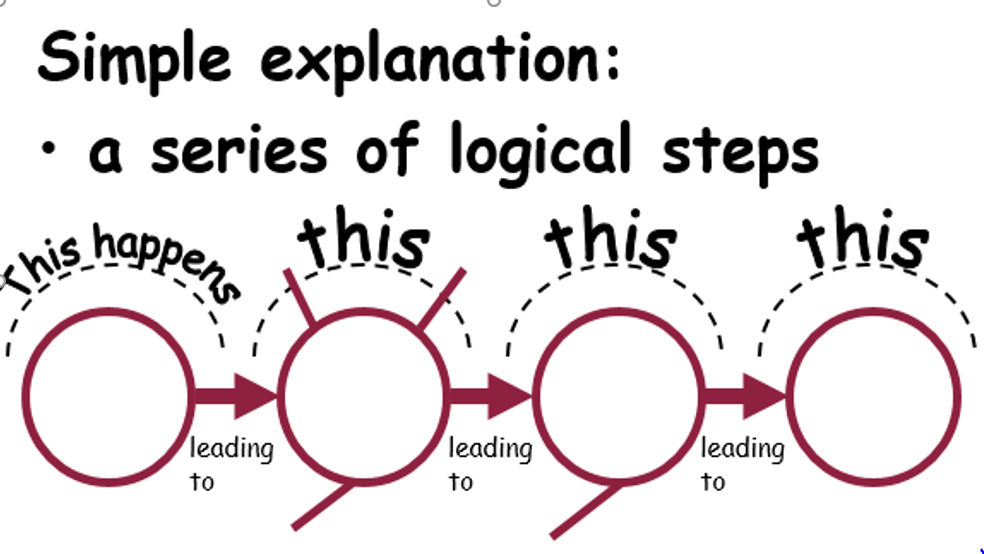 Simple explanation:
• a series of logical steps
This happens
this
this
this
leading
to
leading
to
leading
to